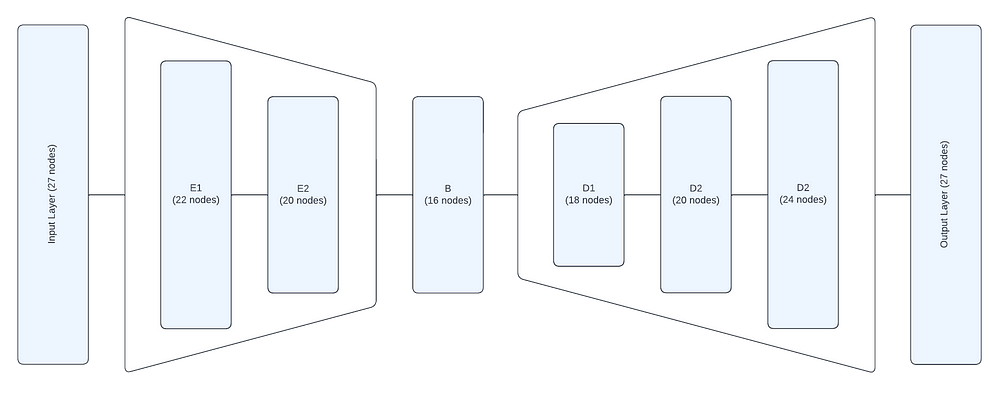 Input Layer (27 nodes)
E1
(22 nodes)
E2
(20 nodes)
B
(16 nodes)
D1
(18 nodes)
D2
(20 nodes)
D2
(24 nodes)
Output Layer (27 nodes)